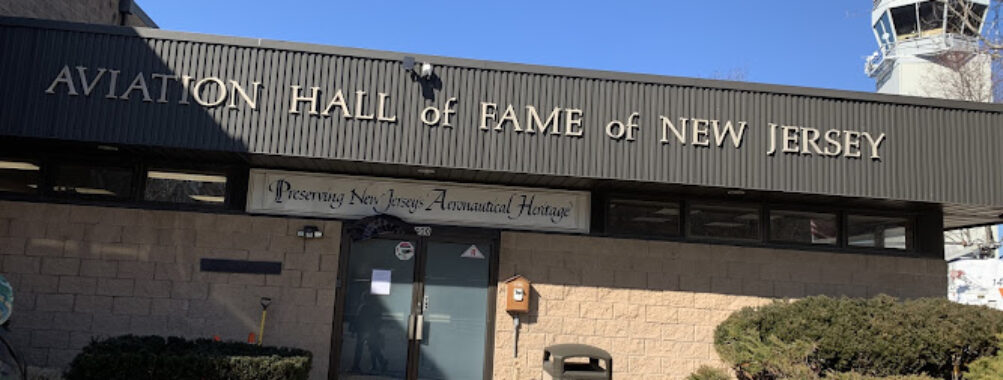 AVIATION HALL of FAME of NEW JERSEY
Preserving New Jersey's Aeronautical Heritage